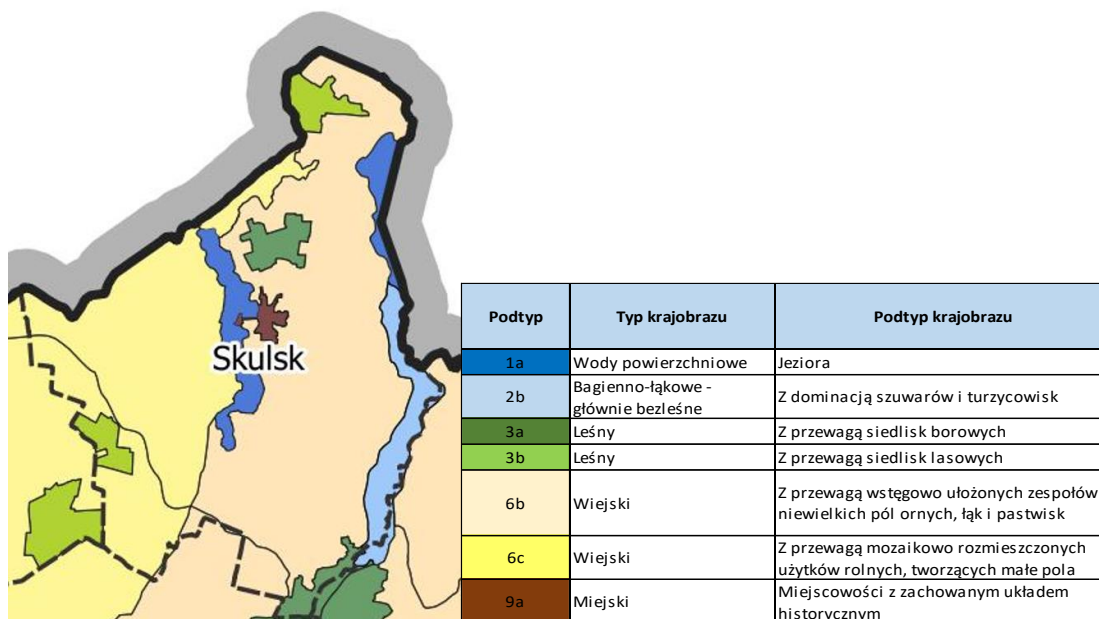 Skulsk
Podtyp Typ krajobrazu Podtyp krajobrazu
1a Wody powierzchniowe Jeziora
2b Bagienno-łąkowe -
głównie bezleśne Z dominacją szuwarów i turzycowisk
3a Leśny Z przewagą siedlisk borowych
3b Leśny Z przewagą siedlisk lasowych
6b Wiejski Z przewagą wstęgowo ułożonych zespołów
niewielkich pól ornych, łąk i pastwisk
6c Wiejski Z przewagą mozaikowo rozmieszczonych
użytków rolnych, tworzących małe pola
9a Miejski Miejscowości z zachowanym układem
historycznym